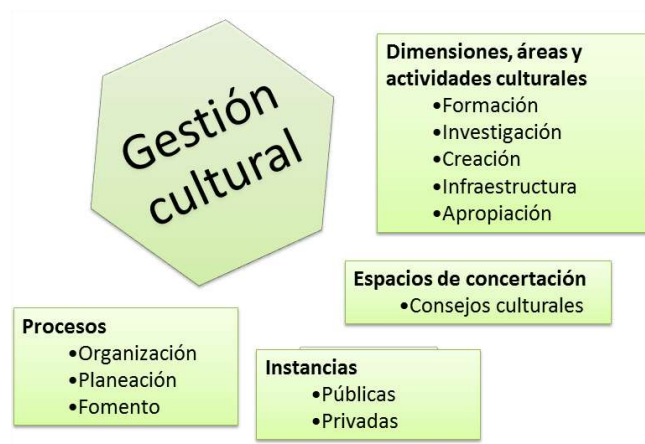 Gestión
cultural
Dimensiones, áreas y
actividades culturales
•Formación
•Investigación
•Creación
•Infraestructura
•Apropiación
Espacios de concertación
•Consejos culturales
Procesos
•Organización
•Planeación
•Fomento
Instancias
•Públicas
•Privadas